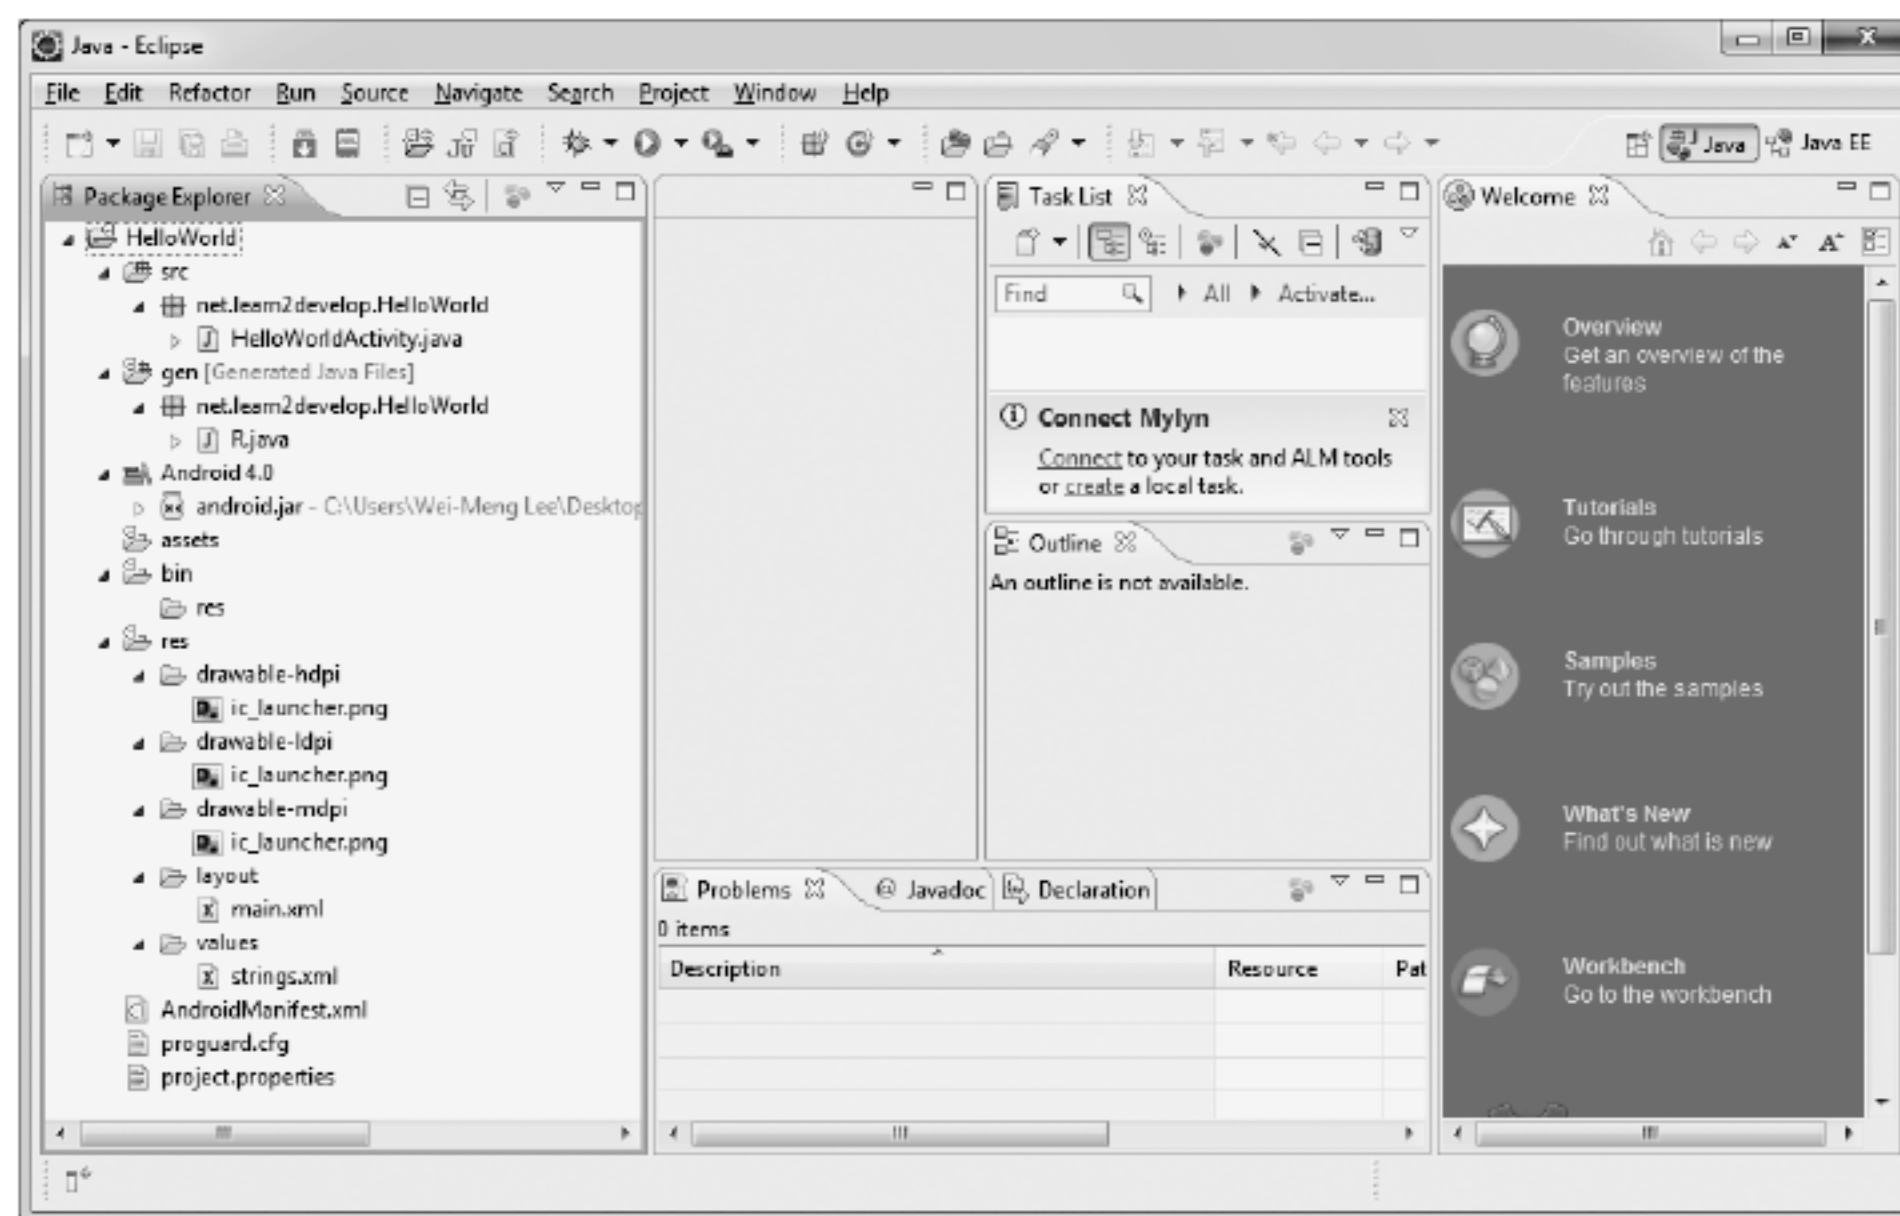 Java - Eclipse
File Edit Refactor Run Source Navigate Search Project Window Help
Java Java EE
Package Explorer
HelloWorld
src
net.learn2develop.HelloWorld
HelloWorldActivity.java
gen [Generated Java Files]
net.learn2develop.HelloWorld
R.java
Android 4.0
android.jar - C:\Users\Wei-Meng Lee\Desktop
assets
bin
res
res
drawable-hdpi
ic_launcher.png
drawable-ldpi
ic_launcher.png
drawable-mdpi
ic_launcher.png
layout
main.xml
values
strings.xml
AndroidManifest.xml
proguard.cfg
project.properties
Task List
Find All Activate...
Connect Mylyn
Connect to your task and ALM tools
or create a local task.
Outline
An outline is not available.
Problems @ Javadoc Declaration
0 items
Description Resource Pat
Welcome
Overview
Get an overview of the
features
Tutorials
Go through tutorials
Samples
Try out the samples
What's New
Find out what is new
Workbench
Go to the workbench